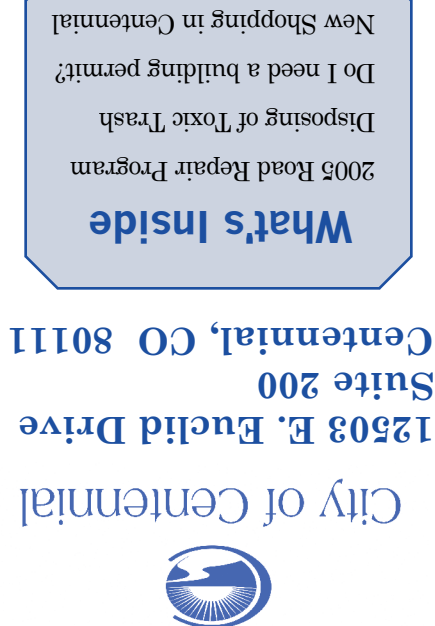 City of Centennial
12503 E. Euclid Drive
Suite 200
Centennial, CO 80111
What's Inside
2005 Road Repair Program
Disposing of Toxic Trash
Do I need a building permit?
New Shopping in Centennial